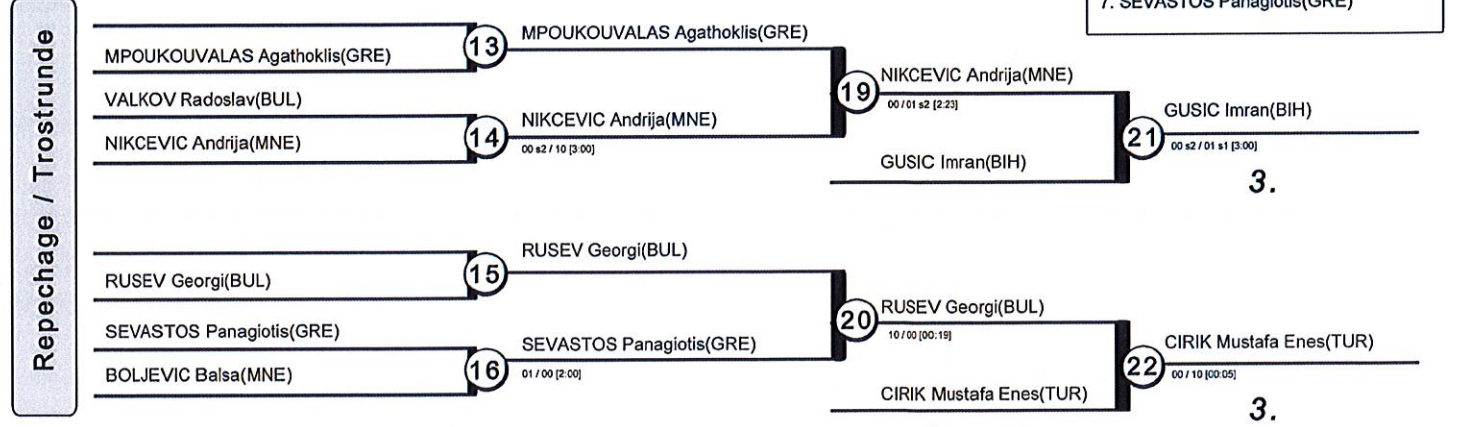 7. SEVASTOS Panagiotis(GRE)
Repechage / Trostrunde
MPOUKOUVALAS Agathoklis(GRE)
13
MPOUKOUVALAS Agathoklis(GRE)
VALKOV Radoslav(BUL)
NIKCEVIC Andrija(MNE)
14
NIKCEVIC Andrija(MNE)
00 s2 / 10 [3:00]
19
NIKCEVIC Andrija(MNE)
00 / 01 s2 [2:23]
GUSIC Imran(BIH)
21
GUSIC Imran(BIH)
00 s2 / 01 s1 [3:00]
3.
RUSEV Georgi(BUL)
15
RUSEV Georgi(BUL)
SEVASTOS Panagiotis(GRE)
BOLJEVIC Balsa(MNE)
16
SEVASTOS Panagiotis(GRE)
01 / 00 [2:00]
20
RUSEV Georgi(BUL)
10 / 00 [00:19]
CIRIK Mustafa Enes(TUR)
22
CIRIK Mustafa Enes(TUR)
00 / 10 [00:05]
3.